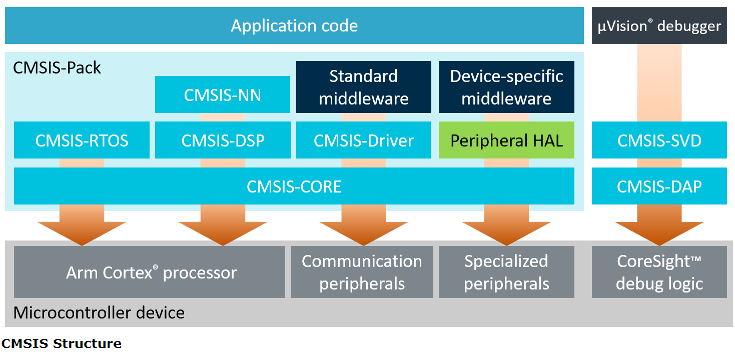 Application code
µVision® debugger
CMSIS-Pack
CMSIS-NN
Standard
middleware
Device-specific
middleware
CMSIS-RTOS
CMSIS-DSP
CMSIS-Driver
Peripheral HAL
CMSIS-SVD
CMSIS-CORE
CMSIS-DAP
Arm Cortex® processor
Communication
peripherals
Specialized
peripherals
CoreSight™
debug logic
Microcontroller device
CMSIS Structure